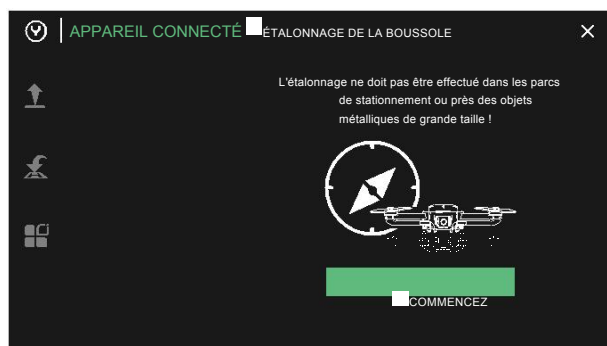 APPAREIL CONNECTÉ ÉTALONNAGE DE LA BOUSSOLE
L'étalonnage ne doit pas être effectué dans les parcs
de stationnement ou près des objets
métalliques de grande taille !
COMMENCEZ